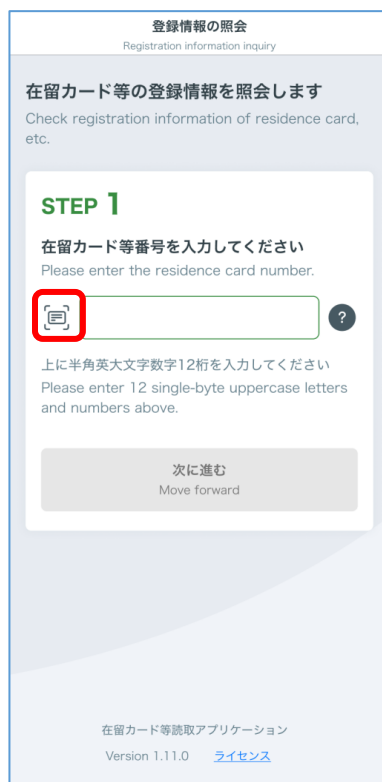 登録情報の照会
Registration information inquiry
在留カード等の登録情報を照会します
Check registration information of residence card,
etc.
STEP 1
在留カード等番号を入力してください
Please enter the residence card number.
?
上に半角英大文字数字12桁を入力してください
Please enter 12 single-byte uppercase letters
and numbers above.
次に進む
Move forward
在留カード等読取アプリケーション
Version 1.11.0 ライセンス